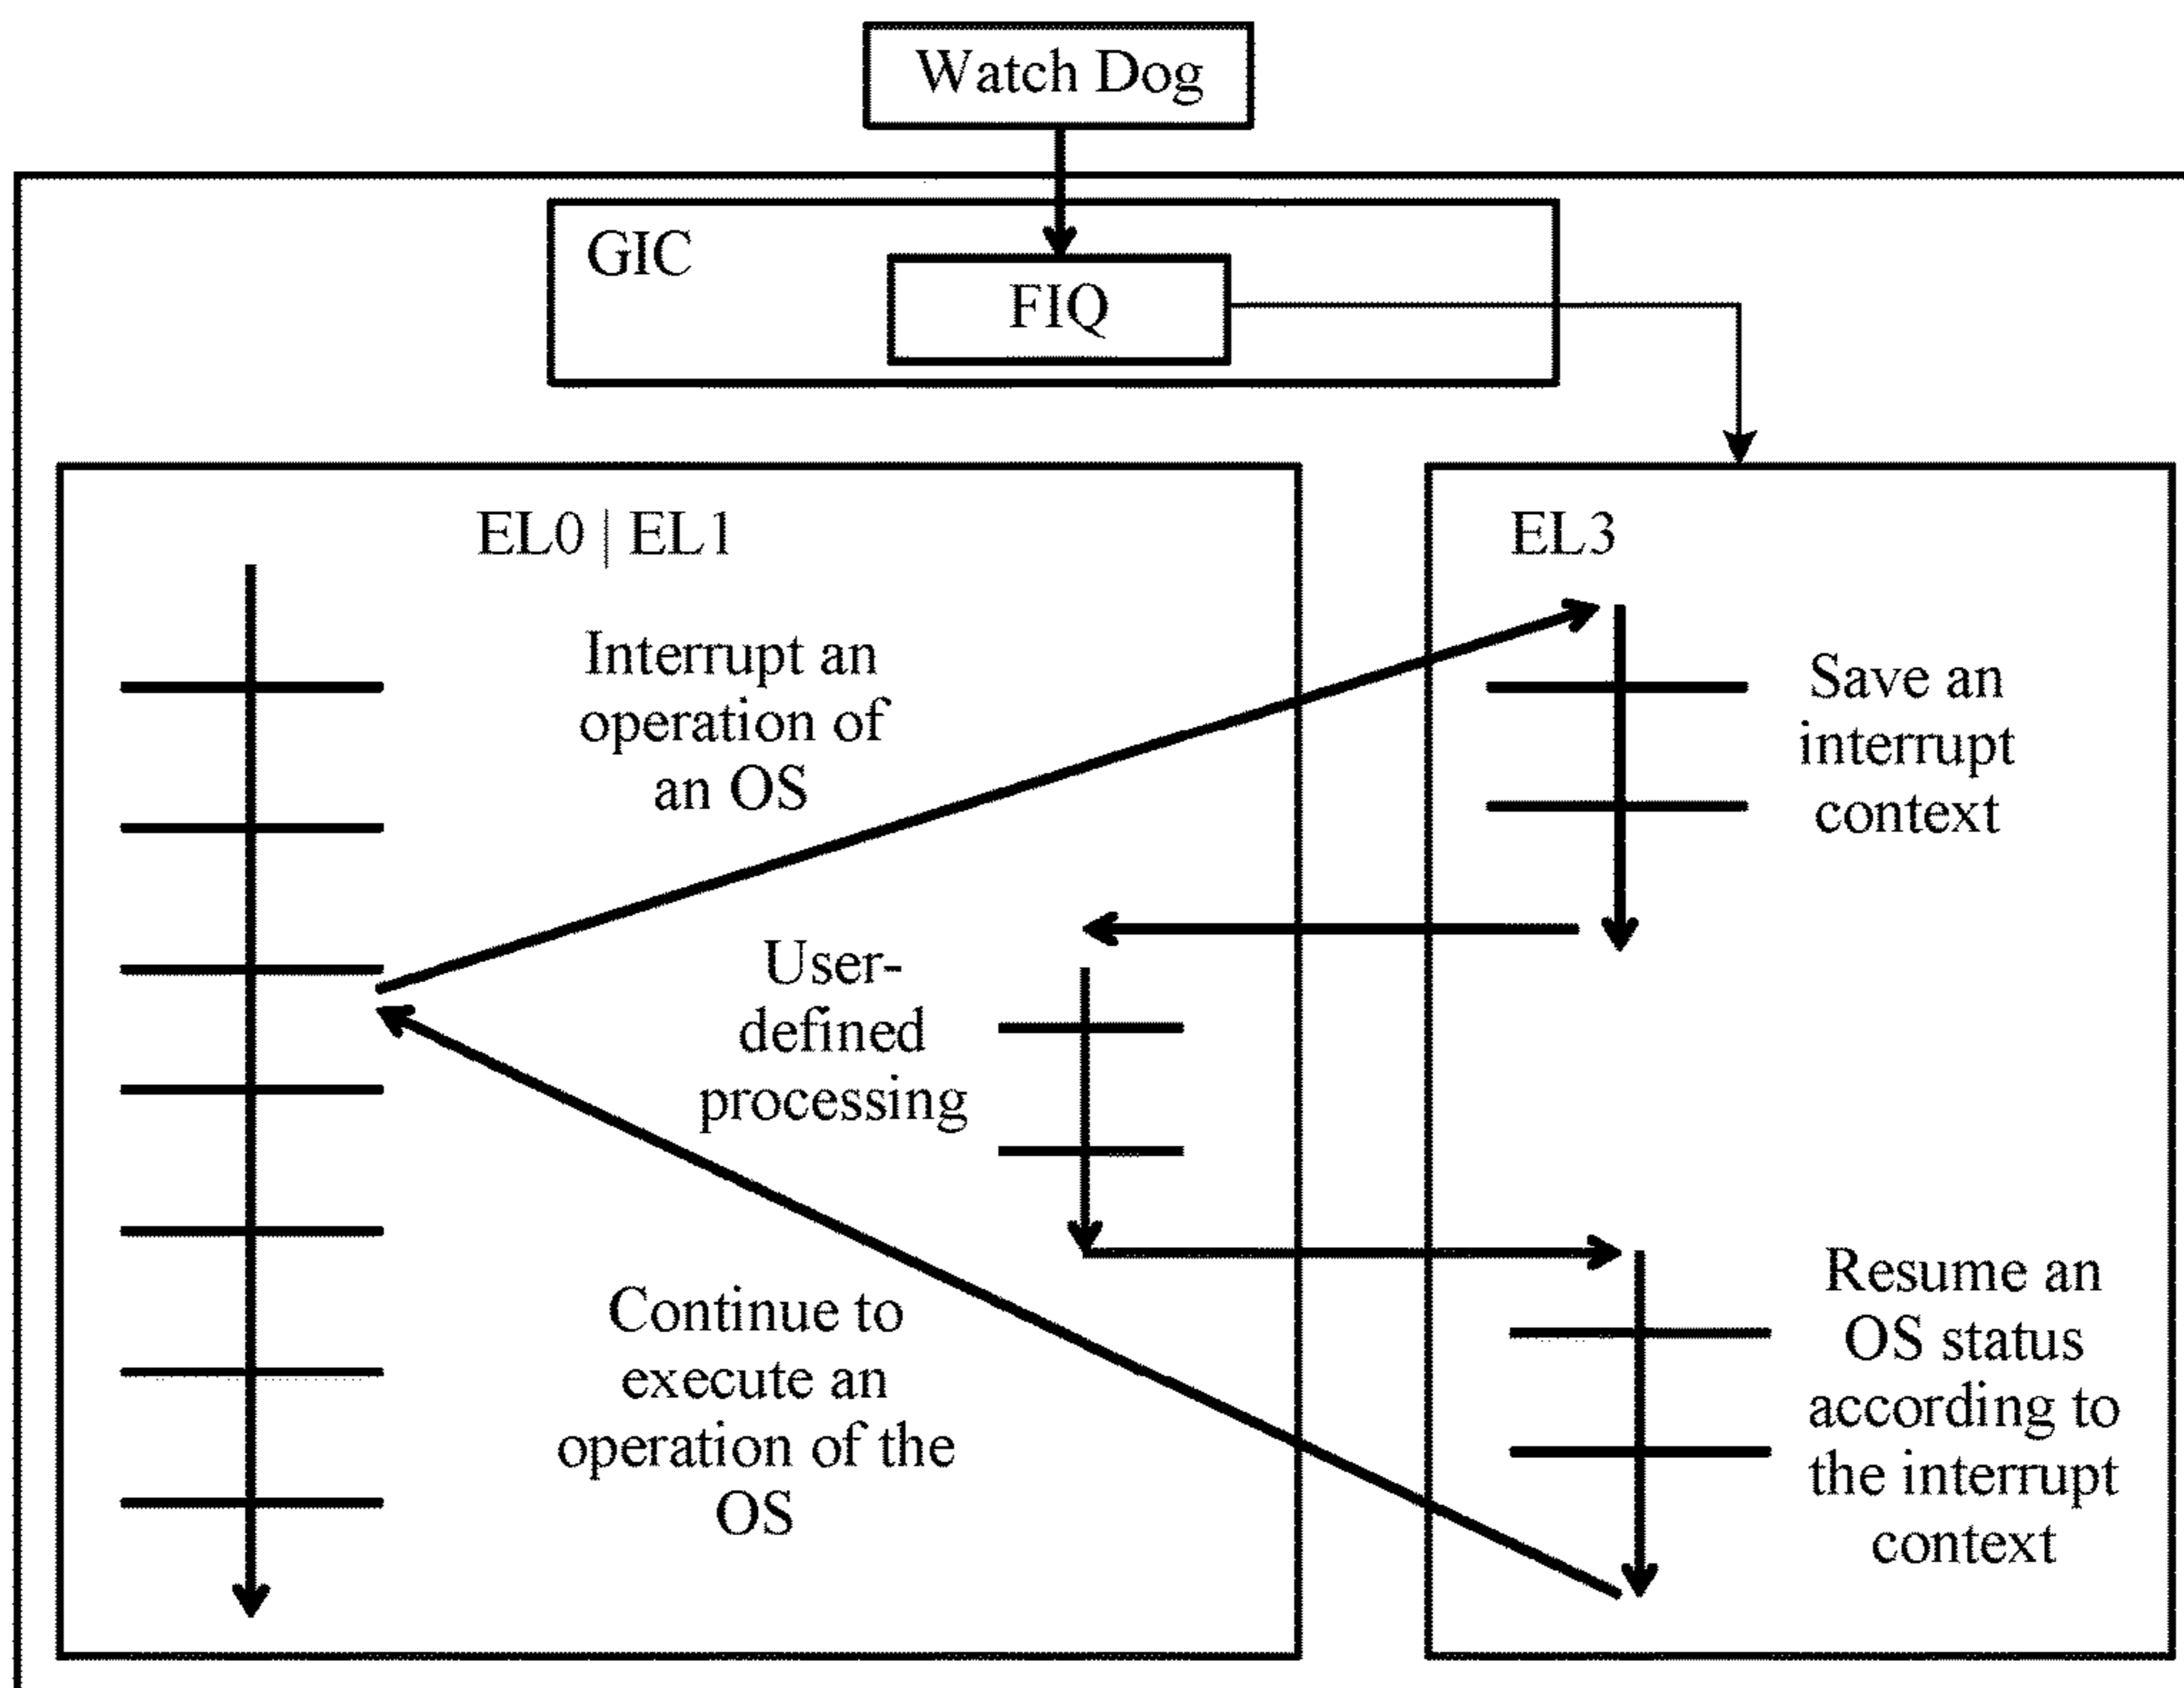 Watch Dog
GIC
FIQ
EL0 | EL1
EL3
Interrupt an
operation of
an OS
Save an
interrupt
context
User-
defined
processing
Continue to
execute an
operation of the
OS
Resume an
OS status
according to
the interrupt
context